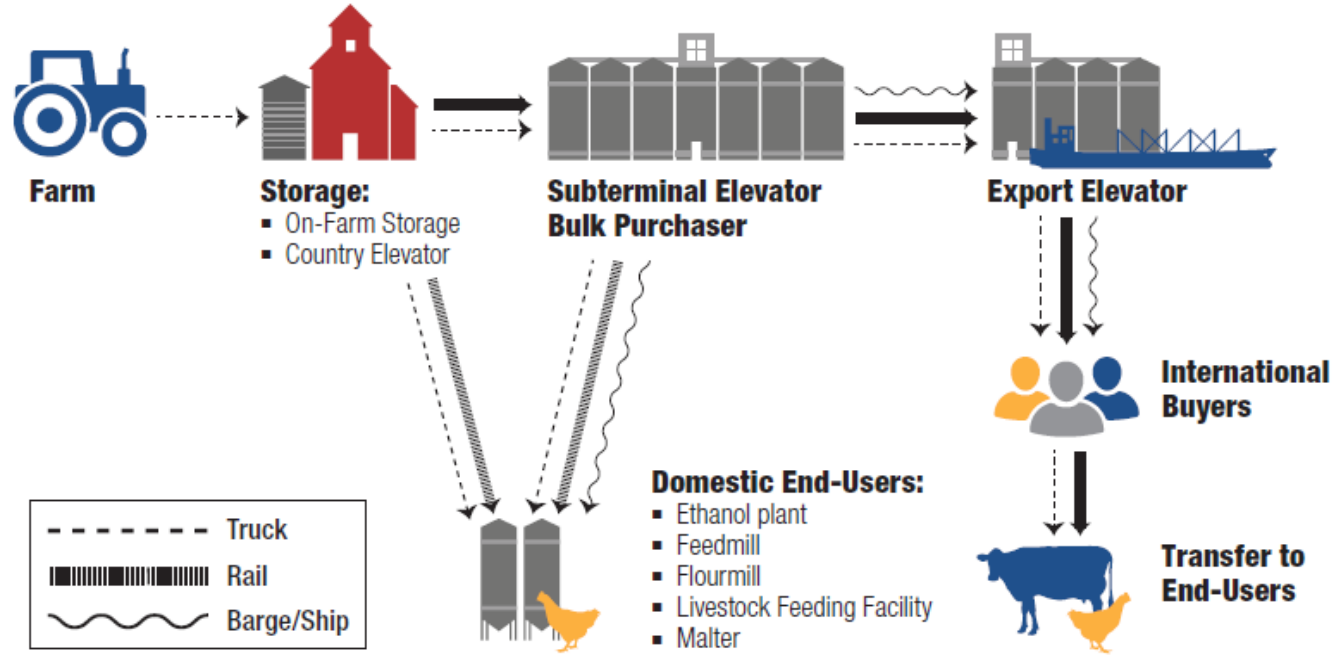 Farm
Storage:
▪ On-Farm Storage
▪ Country Elevator
Subterminal Elevator
Bulk Purchaser
Export Elevator
International
Buyers
Domestic End-Users:
▪ Ethanol plant
▪ Feedmill
▪ Flourmill
▪ Livestock Feeding Facility
▪ Malter
Transfer to
End-Users
Truck
Rail
Barge/Ship